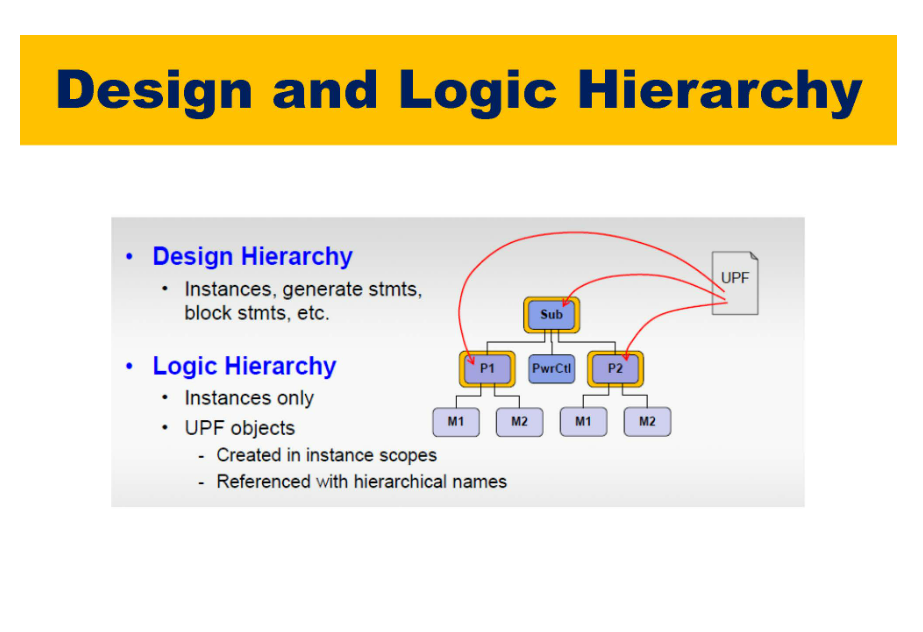 Design and Logic Hierarchy
• Design Hierarchy
• Instances, generate stmts,
block stmts, etc.
• Logic Hierarchy
• Instances only
• UPF objects
- Created in instance scopes
- Referenced with hierarchical names
UPF
Sub
P1
PwrCtl
P2
M1
M2
M1
M2